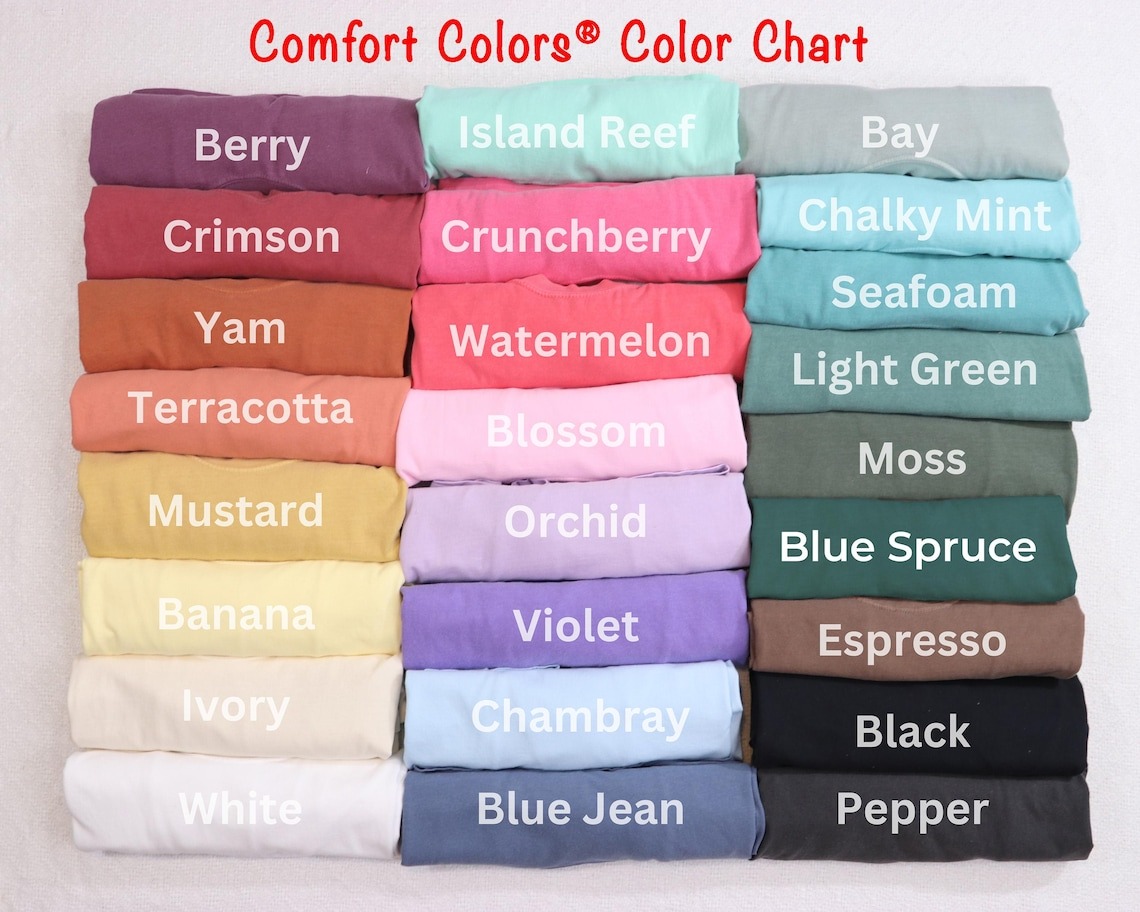 Comfort Colors® Color Chart
Berry
Crimson
Yam
Terracotta
Mustard
Banana
Ivory
White
Island Reef
Crunchberry
Watermelon
Blossom
Orchid
Violet
Chambray
Blue Jean
Bay
Chalky Mint
Seafoam
Light Green
Moss
Blue Spruce
Espresso
Black
Pepper